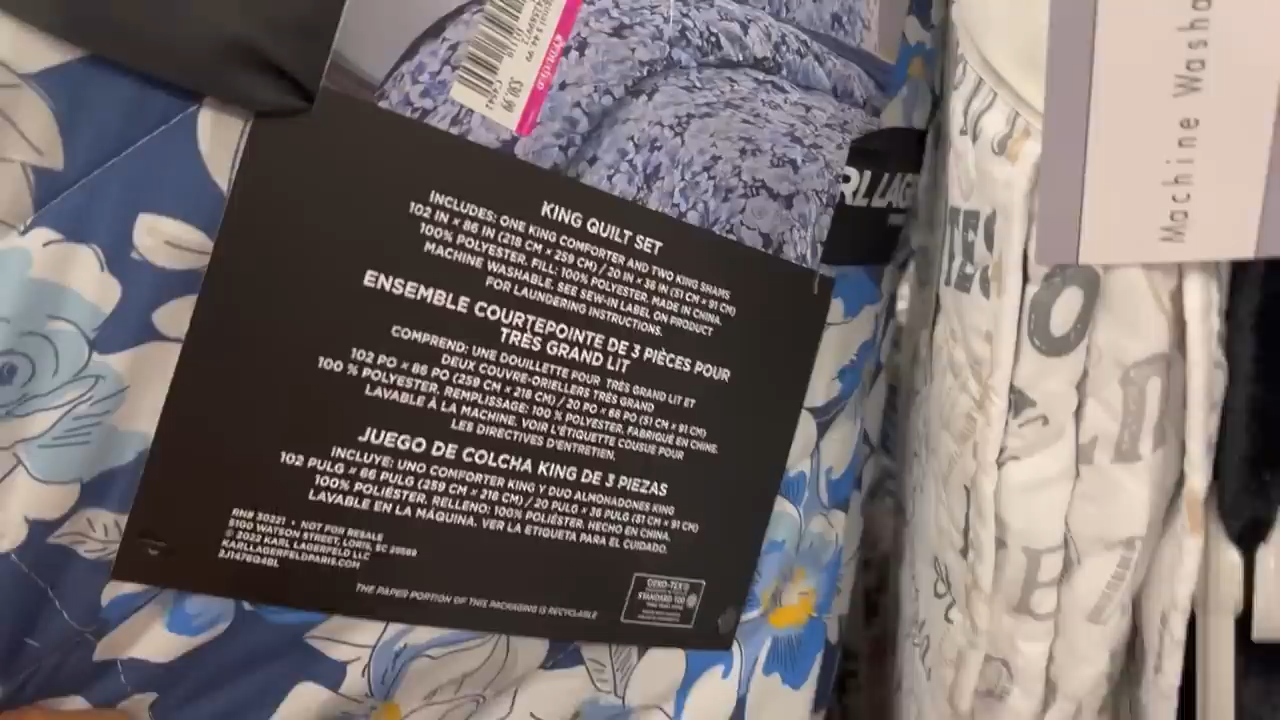 $80.99
KING QUILT SET
INCLUDES: ONE KING COMFORTER AND TWO KING SHAMS
102 IN × 86 IN (218 CM × 259 CM) / 20 IN × 36 IN (51 CM × 91 CM)
100% POLYESTER. FILL: 100% POLYESTER. MADE IN CHINA.
MACHINE WASHABLE. SEE SEW-IN LABEL ON PRODUCT
FOR LAUNDERING INSTRUCTIONS.
ENSEMBLE COURTEPOINTE DE 3 PIÈCES POUR
TRÈS GRAND LIT
COMPREND: UNE DOUILLETTE POUR TRÈS GRAND LIT ET
DEUX COUVRE-ORIELLERS TRÈS GRAND
102 PO × 86 PO (259 CM × 218 CM) / 20 PO × 66 PO (51 CM × 91 CM)
100 % POLYESTER. REMPLISSAGE: 100 % POLYESTER. FABRIQUÉ EN CHINE.
LAVABLE À LA MACHINE. VOIR L'ÉTIQUETTE COUSUE POUR
LES DIRECTIVES D'ENTRETIEN.
JUEGO DE COLCHA KING DE 3 PIEZAS
INCLUYE: UNO COMFORTER KING Y DUO ALMONADONES KING
102 PULG × 86 PULG (259 CM × 218 CM) / 20 PULG × 36 PULG (51 CM × 91 CM)
100% POLIÉSTER. RELLENO: 100% POLIÉSTER. HECHO EN CHINA.
LAVABLE EN LA MÁQUINA. VER LA ETIQUETA PARA EL CUIDADO.
RN# 30221 • NOT FOR RESALE
5100 WATSON STREET, LORIS, SC 29569
© 2022 KARL LAGERFELD LLC
KARLLAGERFELDPARIS.COM
2J1476Q4BL
THE PAPER PORTION OF THIS PACKAGING IS RECYCLABLE
OEKO-TEX®
STANDARD 100
RL LAG
TES
O
Machine Washa